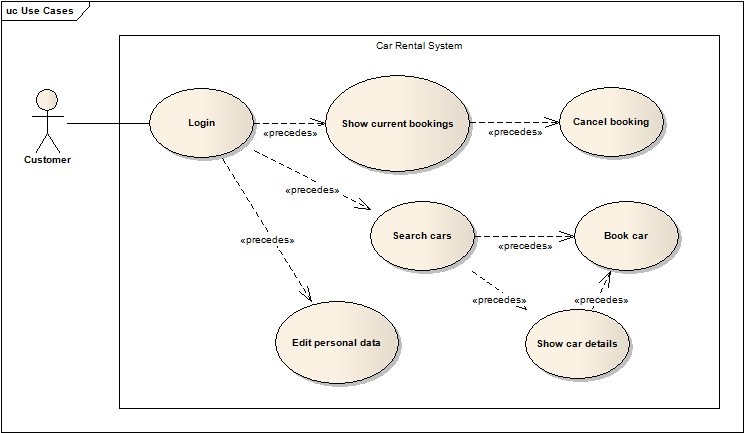 uc Use Cases
Car Rental System
Customer
Login
«precedes»
Show current bookings
«precedes»
Cancel booking
«precedes»
Search cars
«precedes»
Book car
«precedes»
Edit personal data
«precedes»
«precedes»
Show car details